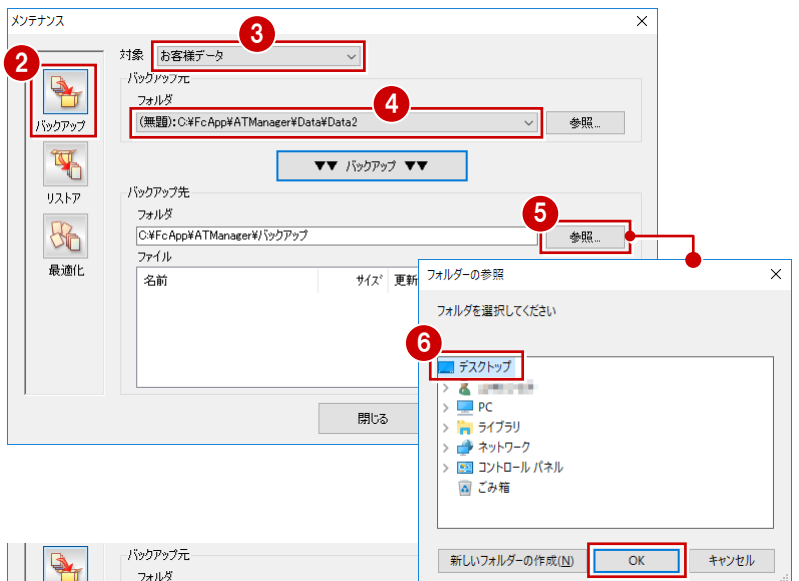 メンテナンス
3
2
対象 お客様データ
バックアップ元
フォルダ
4
(無題):C:¥FcApp¥ATManager¥Data¥Data2
参照...
バックアップ
▼▼ バックアップ ▼▼
リストア
バックアップ先
フォルダ
5
C:¥FcApp¥ATManager¥バックアップ
参照...
ファイル
最適化
名前 サイズ 更新
フォルダーの参照
フォルダを選択してください
6
デスクトップ
PC
ライブラリ
ネットワーク
コントロール パネル
ごみ箱
閉じる
新しいフォルダーの作成(N) OK キャンセル
バックアップ元
フォルダ